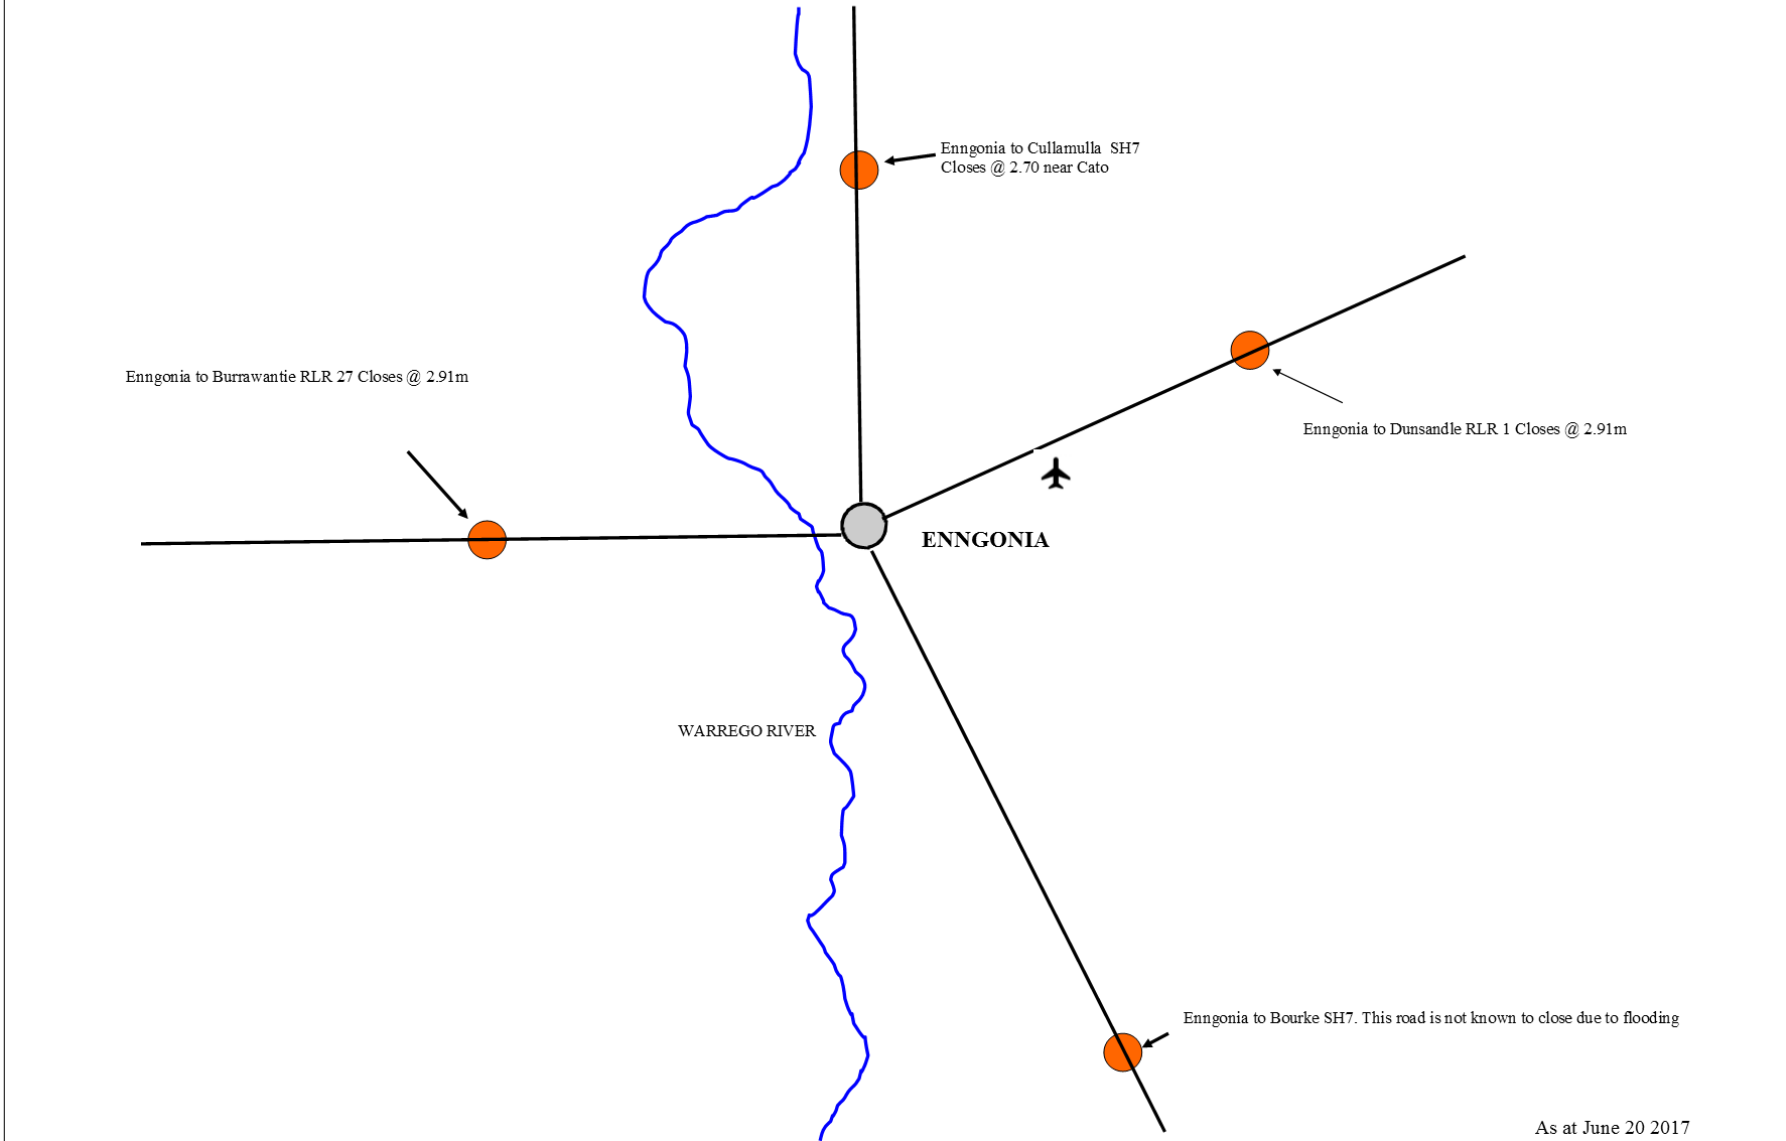 Enngonia to Cullamulla  SH7
Closes @ 2.70 near Cato
Enngonia to Burrawantie RLR 27 Closes @ 2.91m
Enngonia to Dunsandle RLR 1 Closes @ 2.91m
ENNGONIA
WARREGO RIVER
Enngonia to Bourke SH7. This road is not known to close due to flooding
As at June 20 2017